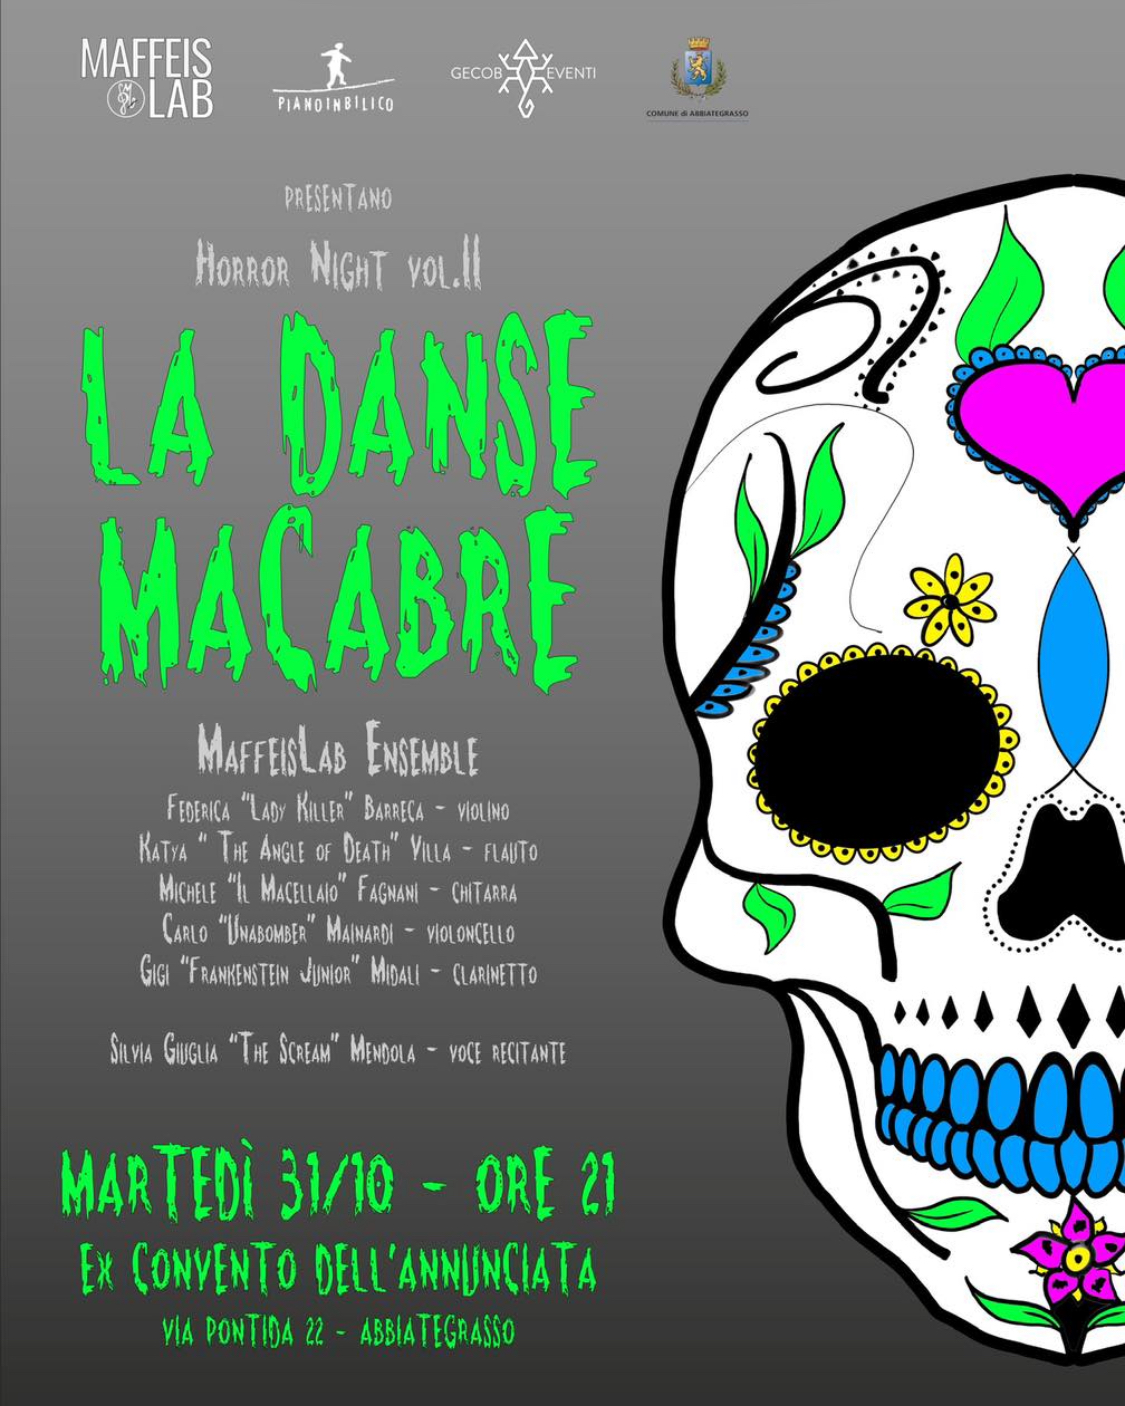 MAFFEIS
LAB
PIANOINBILICO
GECOB EVENTI
COMUNE di ABBIATEGRASSO
PRESENTANO
HORROR NIGHT VOL.II
LA DANSE
MACABRE
MAFFEISLAB ENSEMBLE
FEDERICA "LADY KILLER" BARRECA - VIOLINO
KATYA " THE ANGLE OF DEATH" VILLA - FLAUTO
MICHELE "IL MACELLAIO" FAGNANI - CHITARRA
CARLO "UNABOMBER" MAINARDI - VIOLONCELLO
GIGI "FRANKENSTEIN JUNIOR" MIDALI - CLARINETTO
SILVIA GIUGLIA "THE SCREAM" MENDOLA - VOCE RECITANTE
MARTEDÌ 31/10 - ORE 21
EX CONVENTO DELL'ANNUNCIATA
VIA PONTIDA 22 - ABBIATEGRASSO